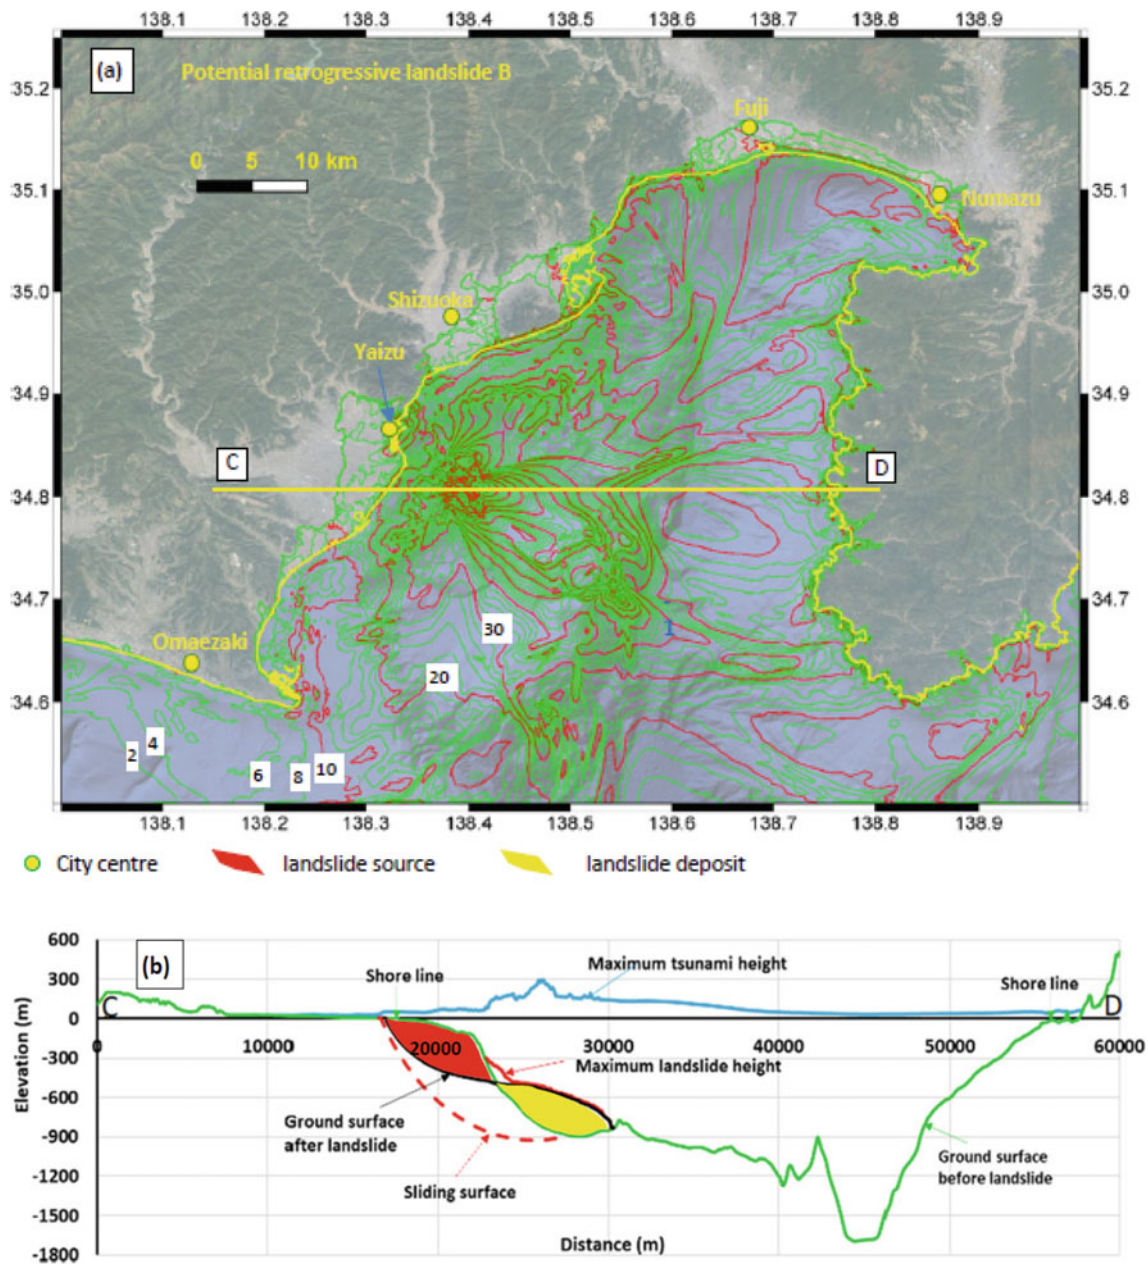 138.1 138.2 138.3 138.4 138.5 138.6 138.7 138.8 138.9
(a)
Potential retrogressive landslide B
35.2 35.2
Fuji
0 5 10 km
35.1 35.1
Numazu
35.0 35.0
Shizuoka
Yaizu
34.9 34.9
C D
34.8 34.8
34.7 34.7
30
I
Omaezaki
20
34.6 34.6
2 4 6 8 10
138.1 138.2 138.3 138.4 138.5 138.6 138.7 138.8 138.9
City centre landslide source landslide deposit
600
(b)
Maximum tsunami height
Shore line Shore line
300
C D
0
0 10000 20000 30000 40000 50000 60000
-300
Maximum landslide height
Elevation (m)
-600
Ground surface
after landslide
-900
Ground surface
before landslide
-1200
Sliding surface
-1500
Distance (m)
-1800